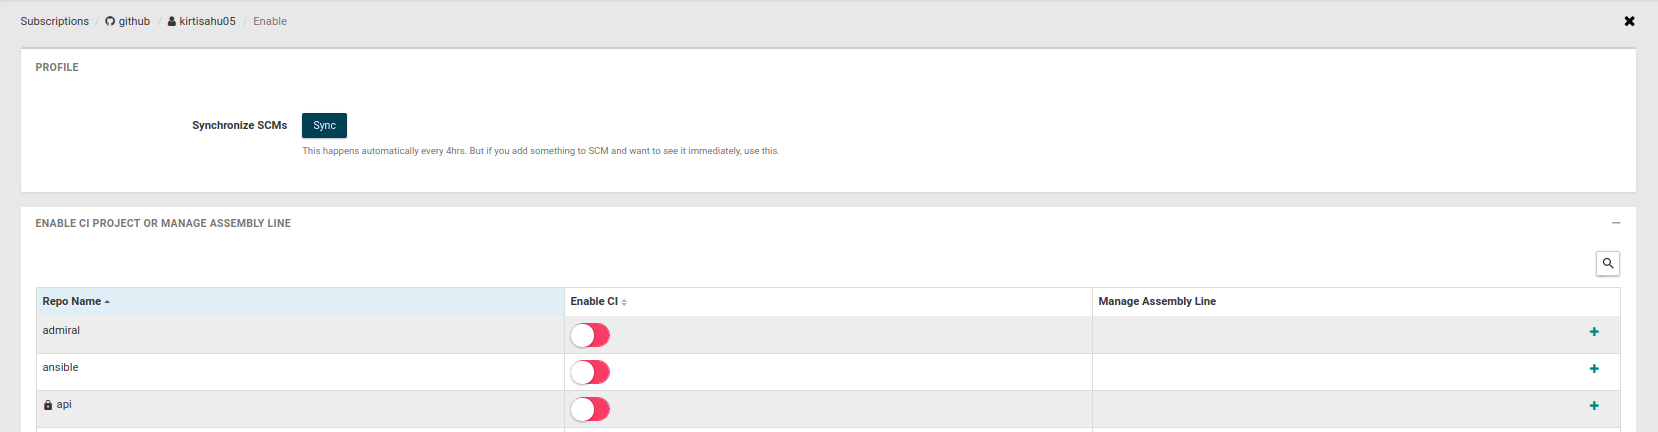 Subscriptions / github / kirtisahu05 / Enable
PROFILE
Synchronize SCMs Sync
This happens automatically every 4hrs. But if you add something to SCM and want to see it immediately, use this.
ENABLE CI PROJECT OR MANAGE ASSEMBLY LINE
Repo Name Enable CI Manage Assembly Line
admiral
ansible
api